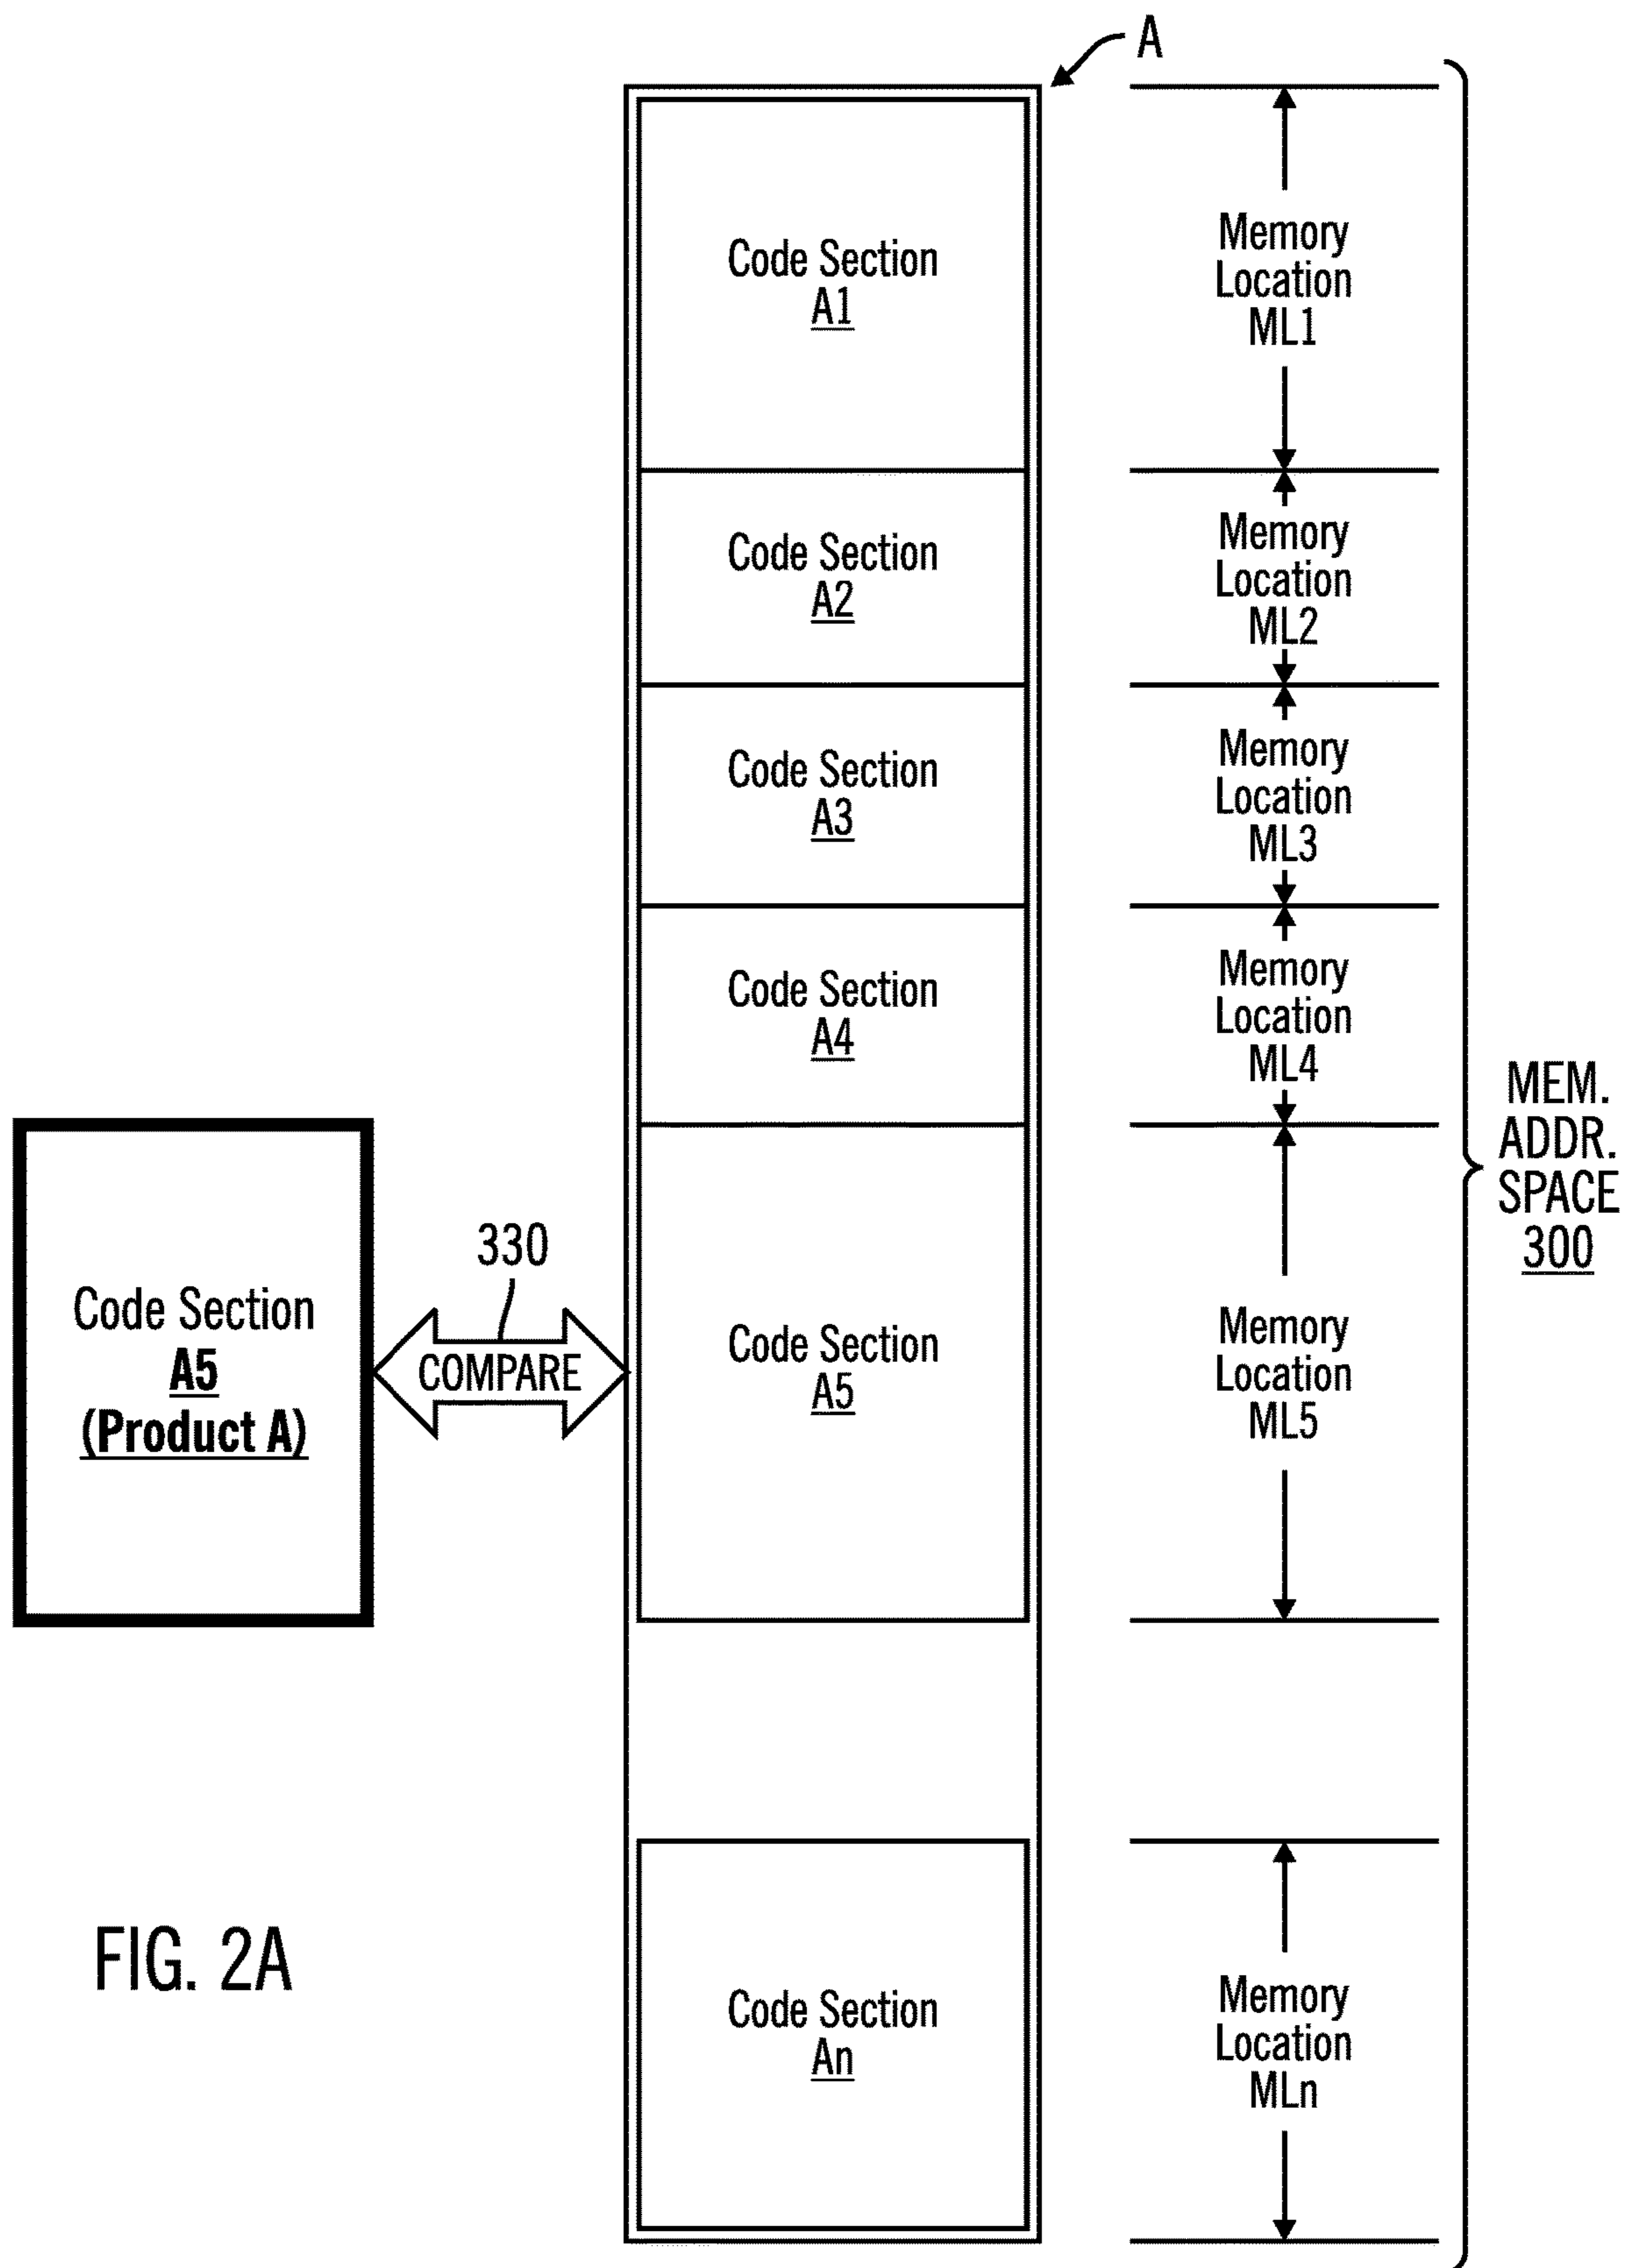 A
Code Section
A1
Memory
Location
ML1
Code Section
A2
Memory
Location
ML2
Code Section
A3
Memory
Location
ML3
Code Section
A4
Memory
Location
ML4
MEM.
ADDR.
SPACE
300
Code Section
A5
(Product A)
330
COMPARE
Code Section
A5
Memory
Location
ML5
Code Section
An
Memory
Location
MLn
FIG. 2A